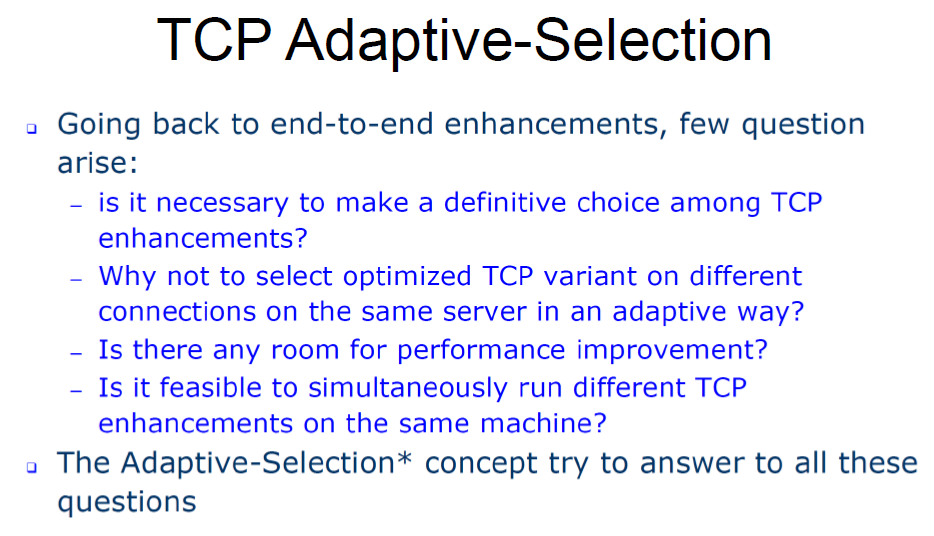 TCP Adaptive-Selection
Going back to end-to-end enhancements, few question
arise:
– is it necessary to make a definitive choice among TCP
enhancements?
– Why not to select optimized TCP variant on different
connections on the same server in an adaptive way?
– Is there any room for performance improvement?
– Is it feasible to simultaneously run different TCP
enhancements on the same machine?
The Adaptive-Selection* concept try to answer to all these
questions